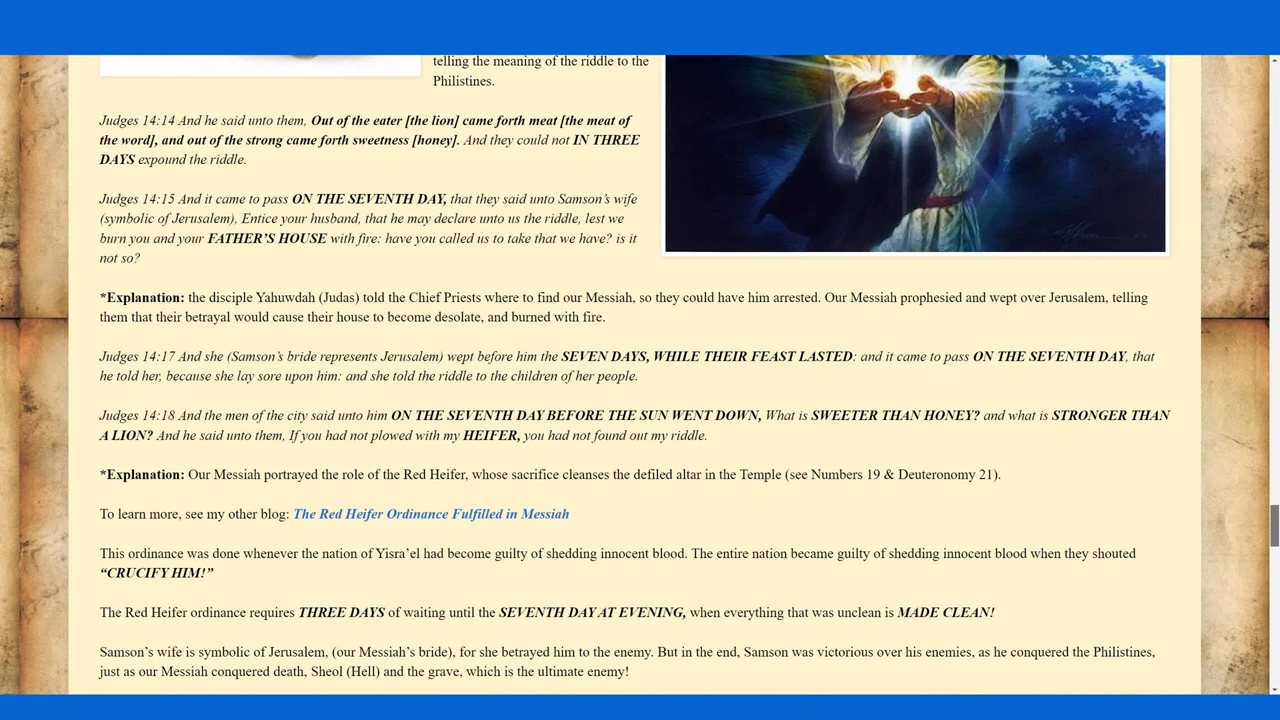 telling the meaning of the riddle to the
Philistines.
Judges 14:14 And he said unto them, Out of the eater [the lion] came forth meat [the meat of
the word], and out of the strong came forth sweetness [honey]. And they could not IN THREE
DAYS expound the riddle.
Judges 14:15 And it came to pass ON THE SEVENTH DAY, that they said unto Samson’s wife
(symbolic of Jerusalem), Entice your husband, that he may declare unto us the riddle, lest we
burn you and your FATHER’S HOUSE with fire: have you called us to take that we have? is it
not so?
*Explanation: the disciple Yahuwdah (Judas) told the Chief Priests where to find our Messiah, so they could have him arrested. Our Messiah prophesied and wept over Jerusalem, telling
them that their betrayal would cause their house to become desolate, and burned with fire.
Judges 14:17 And she (Samson’s bride represents Jerusalem) wept before him the SEVEN DAYS, WHILE THEIR FEAST LASTED: and it came to pass ON THE SEVENTH DAY, that
he told her, because she lay sore upon him: and she told the riddle to the children of her people.
Judges 14:18 And the men of the city said unto him ON THE SEVENTH DAY BEFORE THE SUN WENT DOWN, What is SWEETER THAN HONEY? and what is STRONGER THAN
A LION? And he said unto them, If you had not plowed with my HEIFER, you had not found out my riddle.
*Explanation: Our Messiah portrayed the role of the Red Heifer, whose sacrifice cleanses the defiled altar in the Temple (see Numbers 19 & Deuteronomy 21).
To learn more, see my other blog: The Red Heifer Ordinance Fulfilled in Messiah
This ordinance was done whenever the nation of Yisra’el had become guilty of shedding innocent blood. The entire nation became guilty of shedding innocent blood when they shouted
“CRUCIFY HIM!”
The Red Heifer ordinance requires THREE DAYS of waiting until the SEVENTH DAY AT EVENING, when everything that was unclean is MADE CLEAN!
Samson’s wife is symbolic of Jerusalem, (our Messiah’s bride), for she betrayed him to the enemy. But in the end, Samson was victorious over his enemies, as he conquered the Philistines,
just as our Messiah conquered death, Sheol (Hell) and the grave, which is the ultimate enemy!